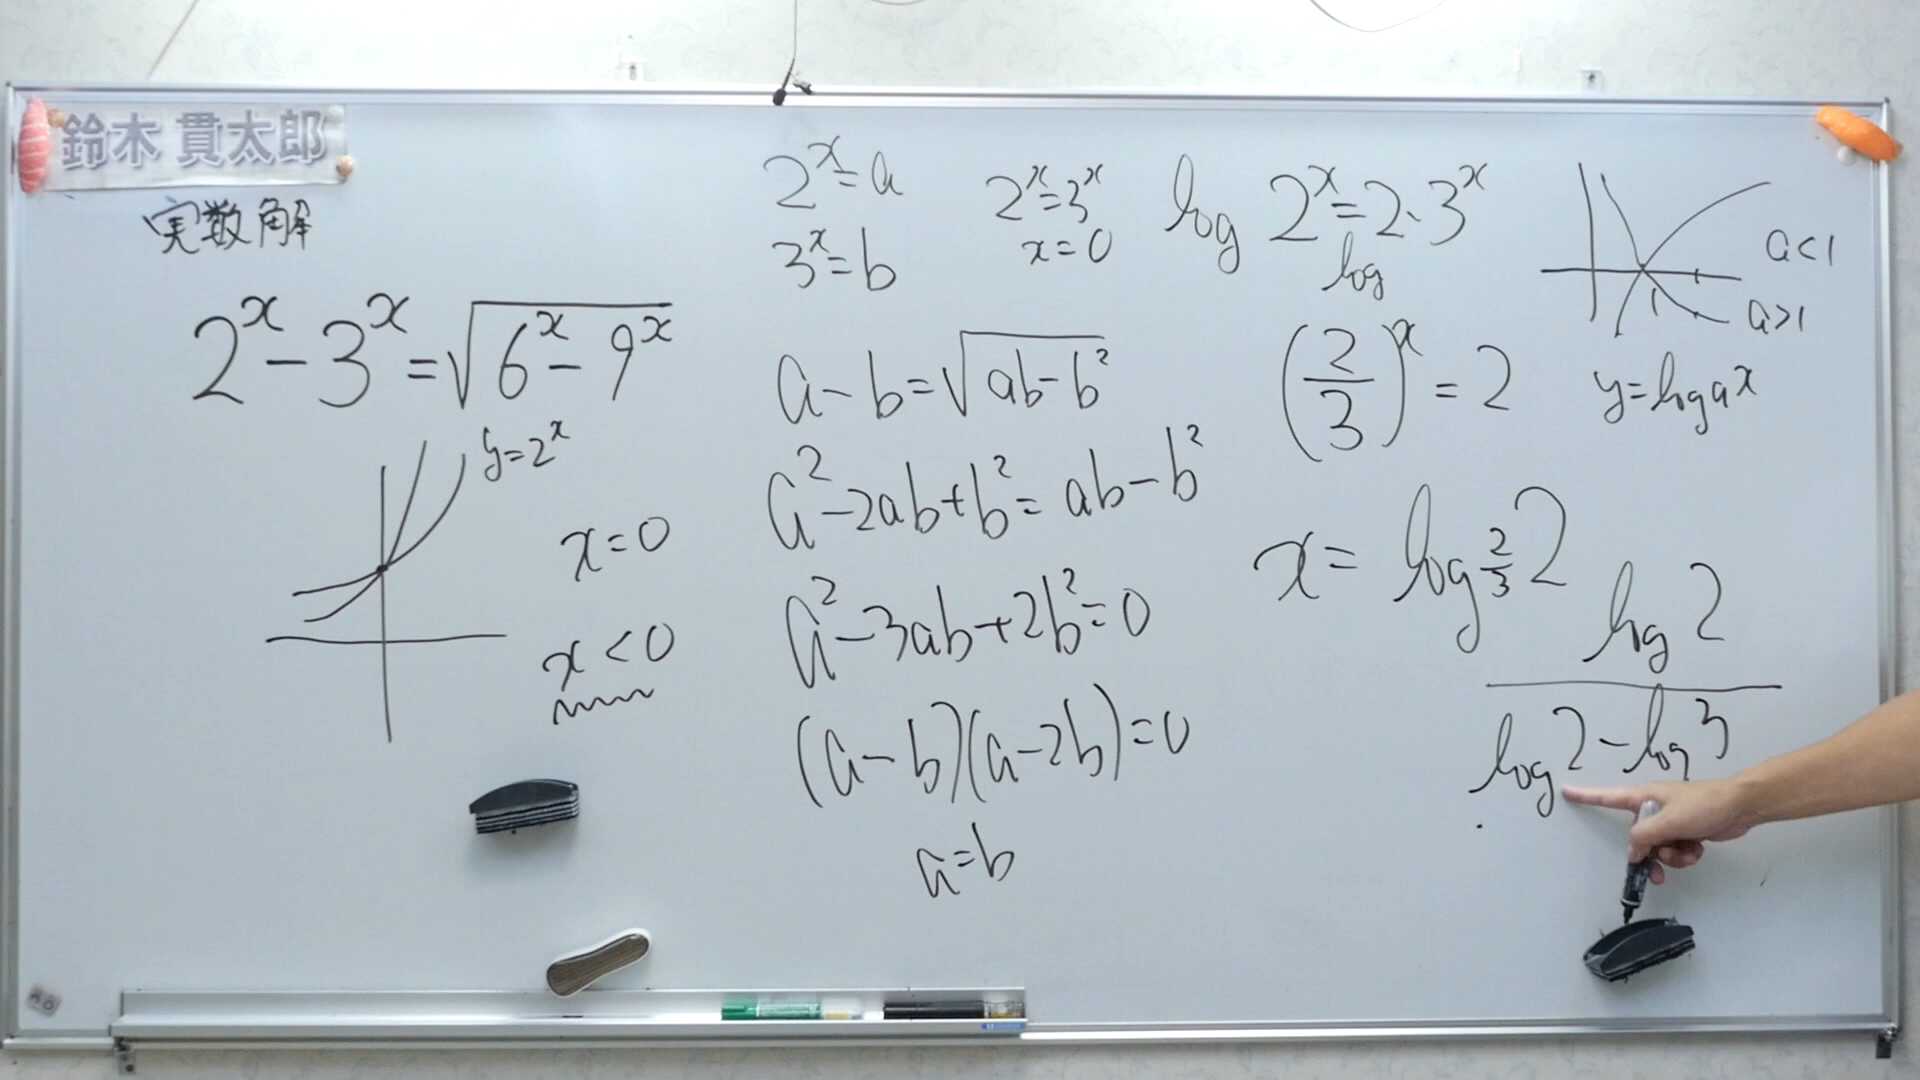 鈴木 貫太郎
実数解
2^x - 3^x = √(6^x - 9^x)
y=2^x
x=0
x<0
2^x=a
3^x=b
2^x=3^x
x=0
a-b=√(ab-b²)
a²-2ab+b²=ab-b²
a²-3ab+2b²=0
(a-b)(a-2b)=0
a=b
log 2^x=2·3^x
log
(2/3)^x=2
x=log_{2/3}2
log 2
log 2-log 3
a<1
1
a>1
y=log_a x